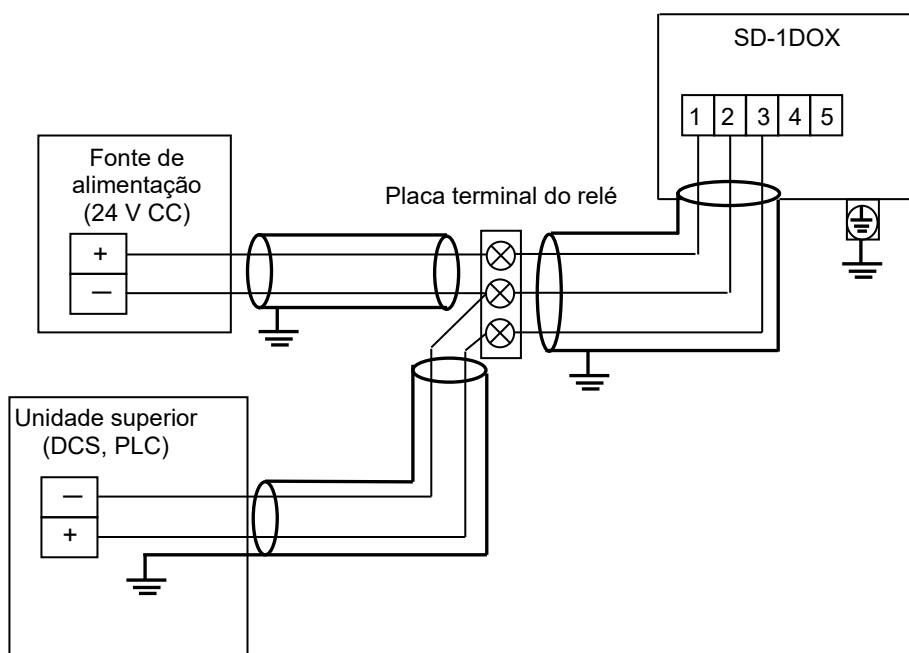 SD-1DOX
1 2 3 4 5
Fonte de
alimentação
(24 V CC)
+
—
Placa terminal do relé
Unidade superior
(DCS, PLC)
—
+